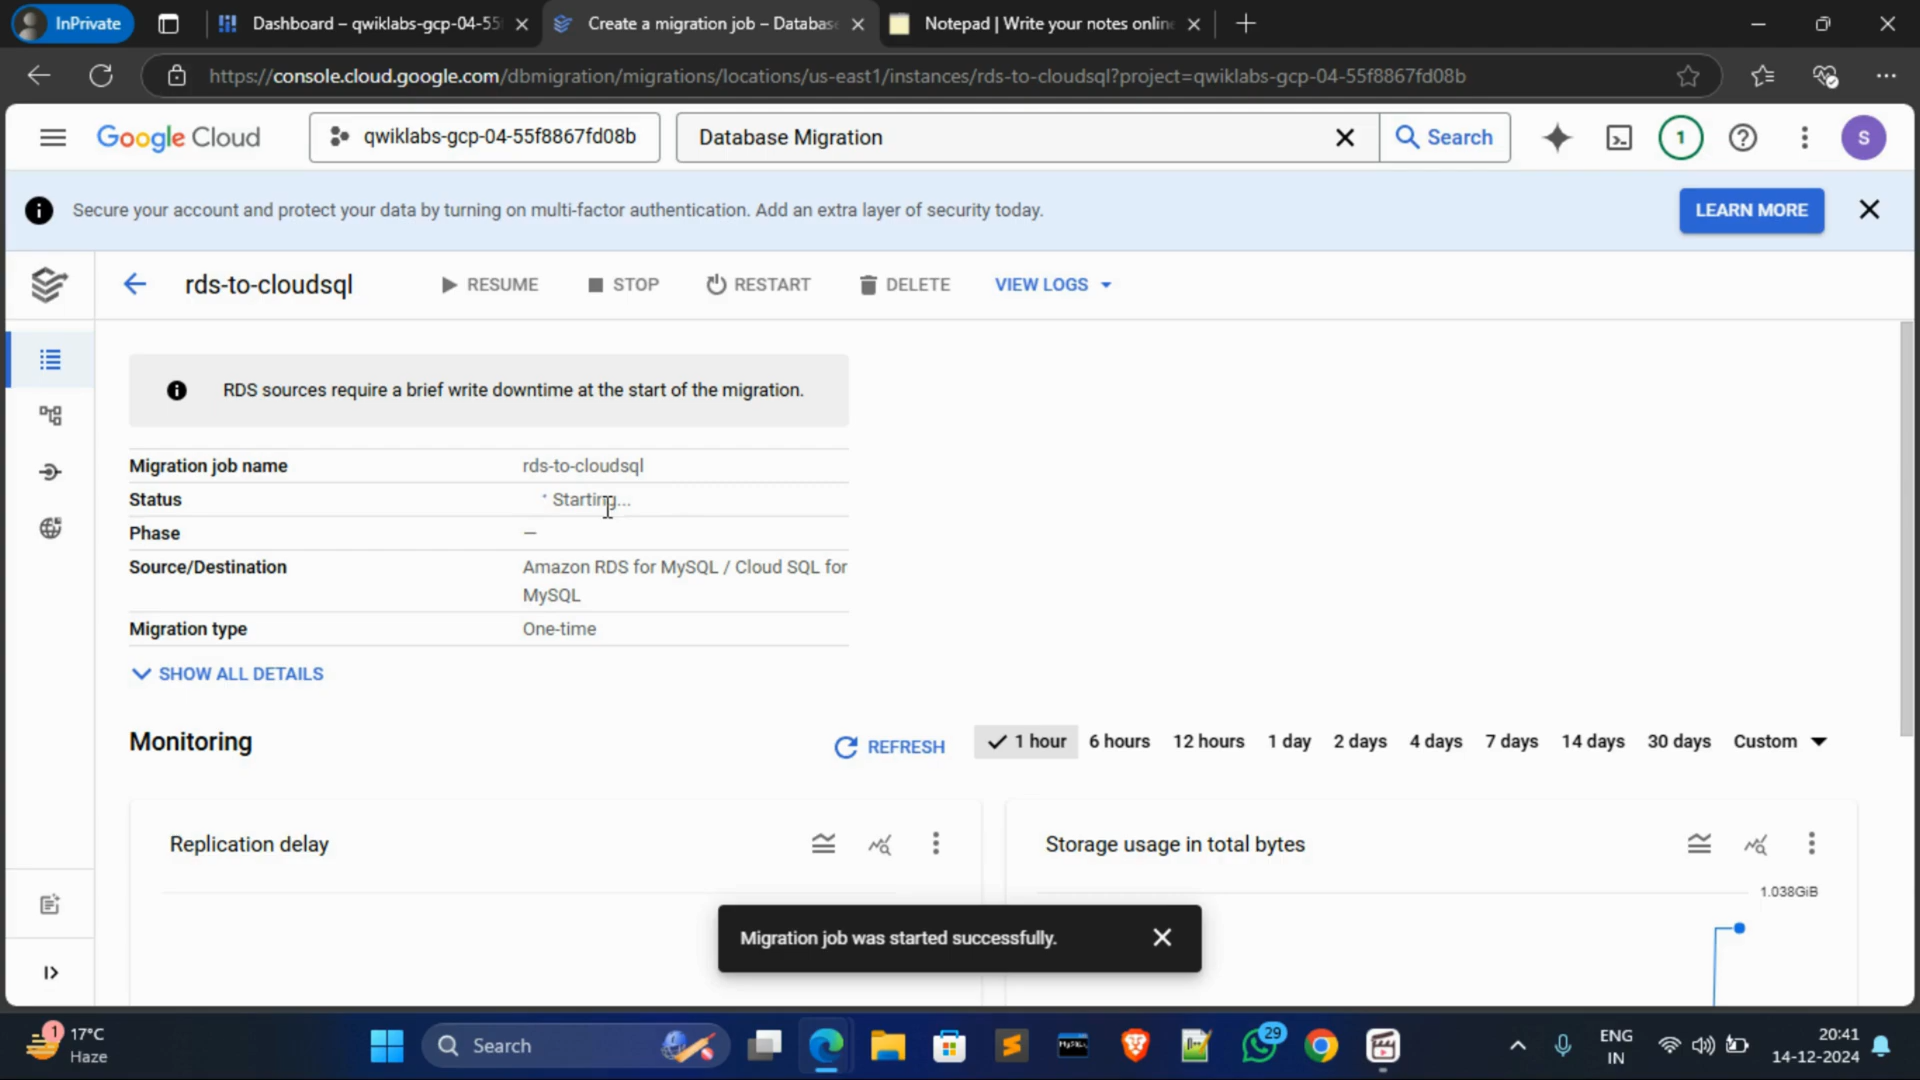 InPrivate
Dashboard – qwiklabs-gcp-04-55
Create a migration job – Databas
Notepad | Write your notes online
https://console.cloud.google.com/dbmigration/migrations/locations/us-east1/instances/rds-to-cloudsql?project=qwiklabs-gcp-04-55f8867fd08b
Google Cloud
qwiklabs-gcp-04-55f8867fd08b
Database Migration
Search
1
S
Secure your account and protect your data by turning on multi-factor authentication. Add an extra layer of security today.
LEARN MORE
rds-to-cloudsql
RESUME
STOP
RESTART
DELETE
VIEW LOGS
RDS sources require a brief write downtime at the start of the migration.
Migration job name rds-to-cloudsql
Status Starting...
Phase —
Source/Destination Amazon RDS for MySQL / Cloud SQL for
MySQL
Migration type One-time
SHOW ALL DETAILS
Monitoring
REFRESH
1 hour
6 hours
12 hours
1 day
2 days
4 days
7 days
14 days
30 days
Custom
Replication delay
Storage usage in total bytes
1.038GiB
Migration job was started successfully.
1
17°C
Haze
Search
MySQL
29
ENG
IN
20:41
14-12-2024